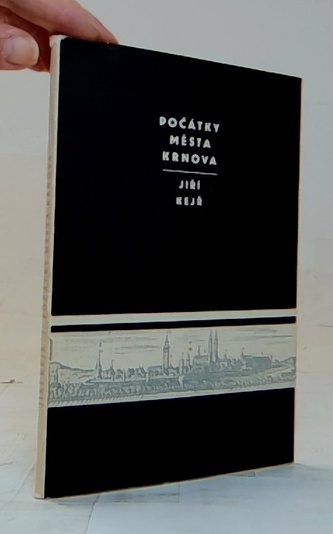 POČÁTKY
MĚSTA
KRNOVA
JIŘÍ
KEJŘ